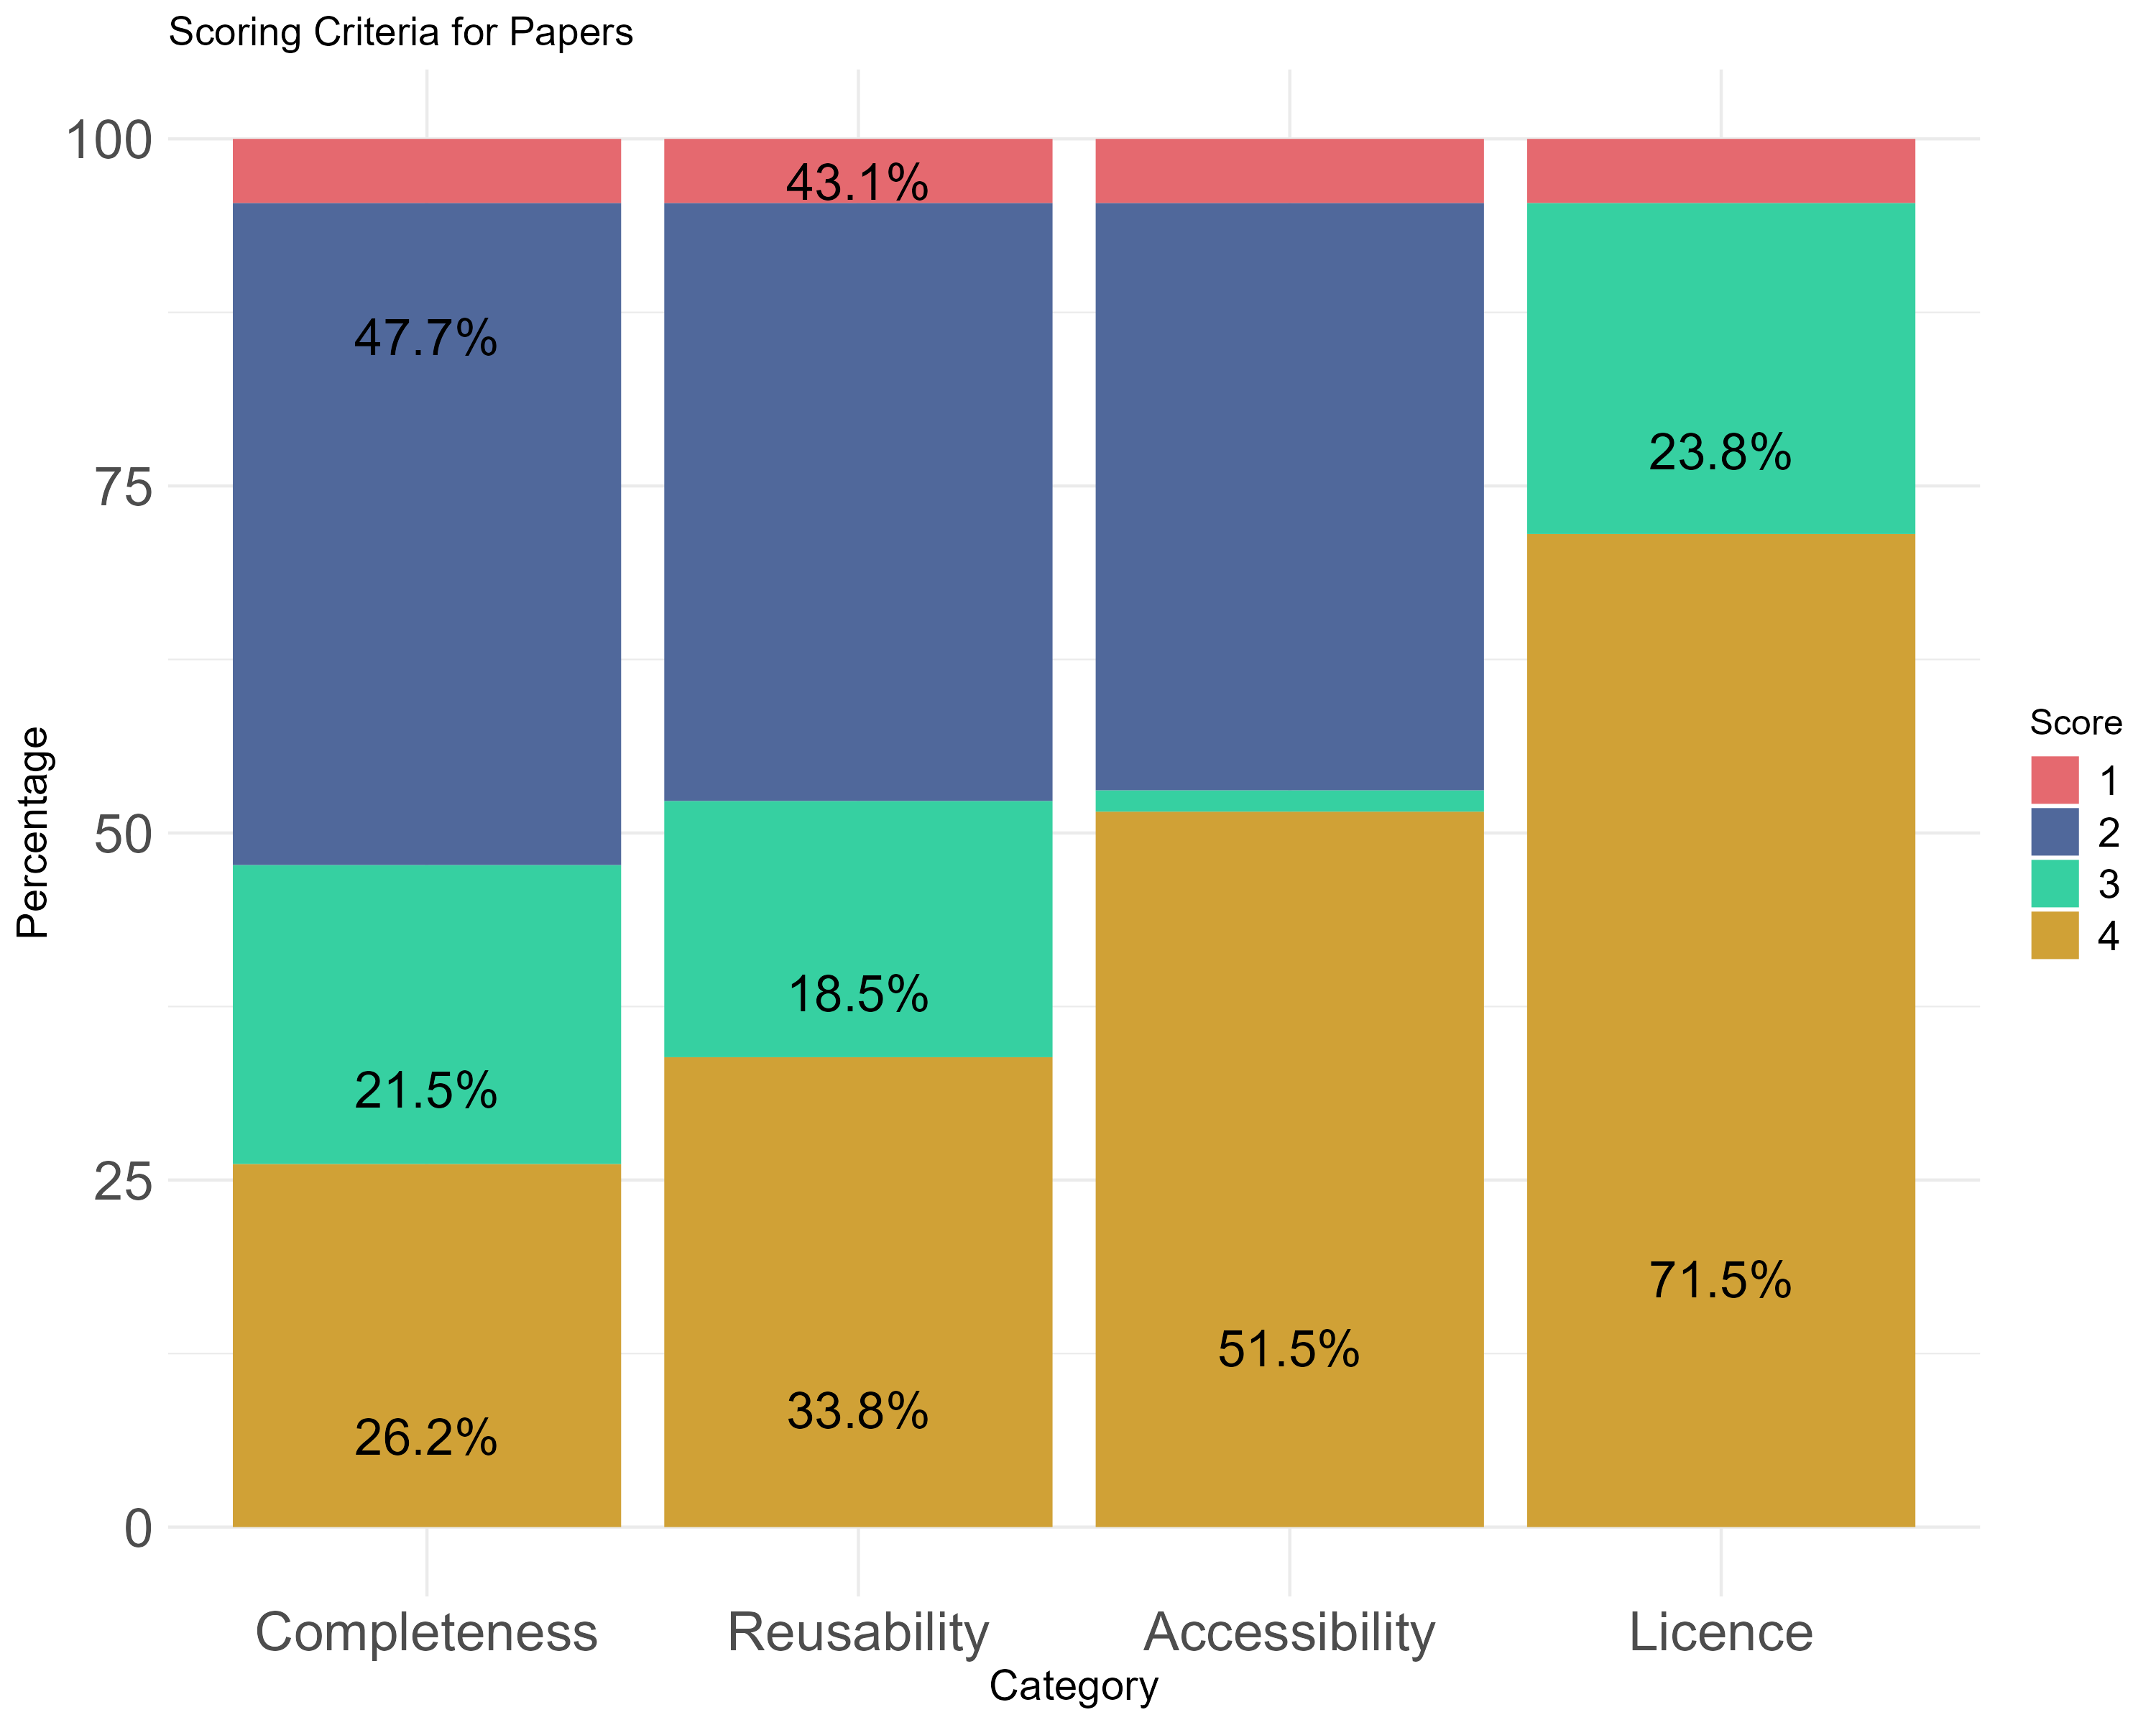 Scoring Criteria for Papers
100
75
50
25
0
Percentage
47.7%
21.5%
26.2%
43.1%
18.5%
33.8%
51.5%
23.8%
71.5%
Completeness
Reusability
Accessibility
Licence
Category
Score
1
2
3
4